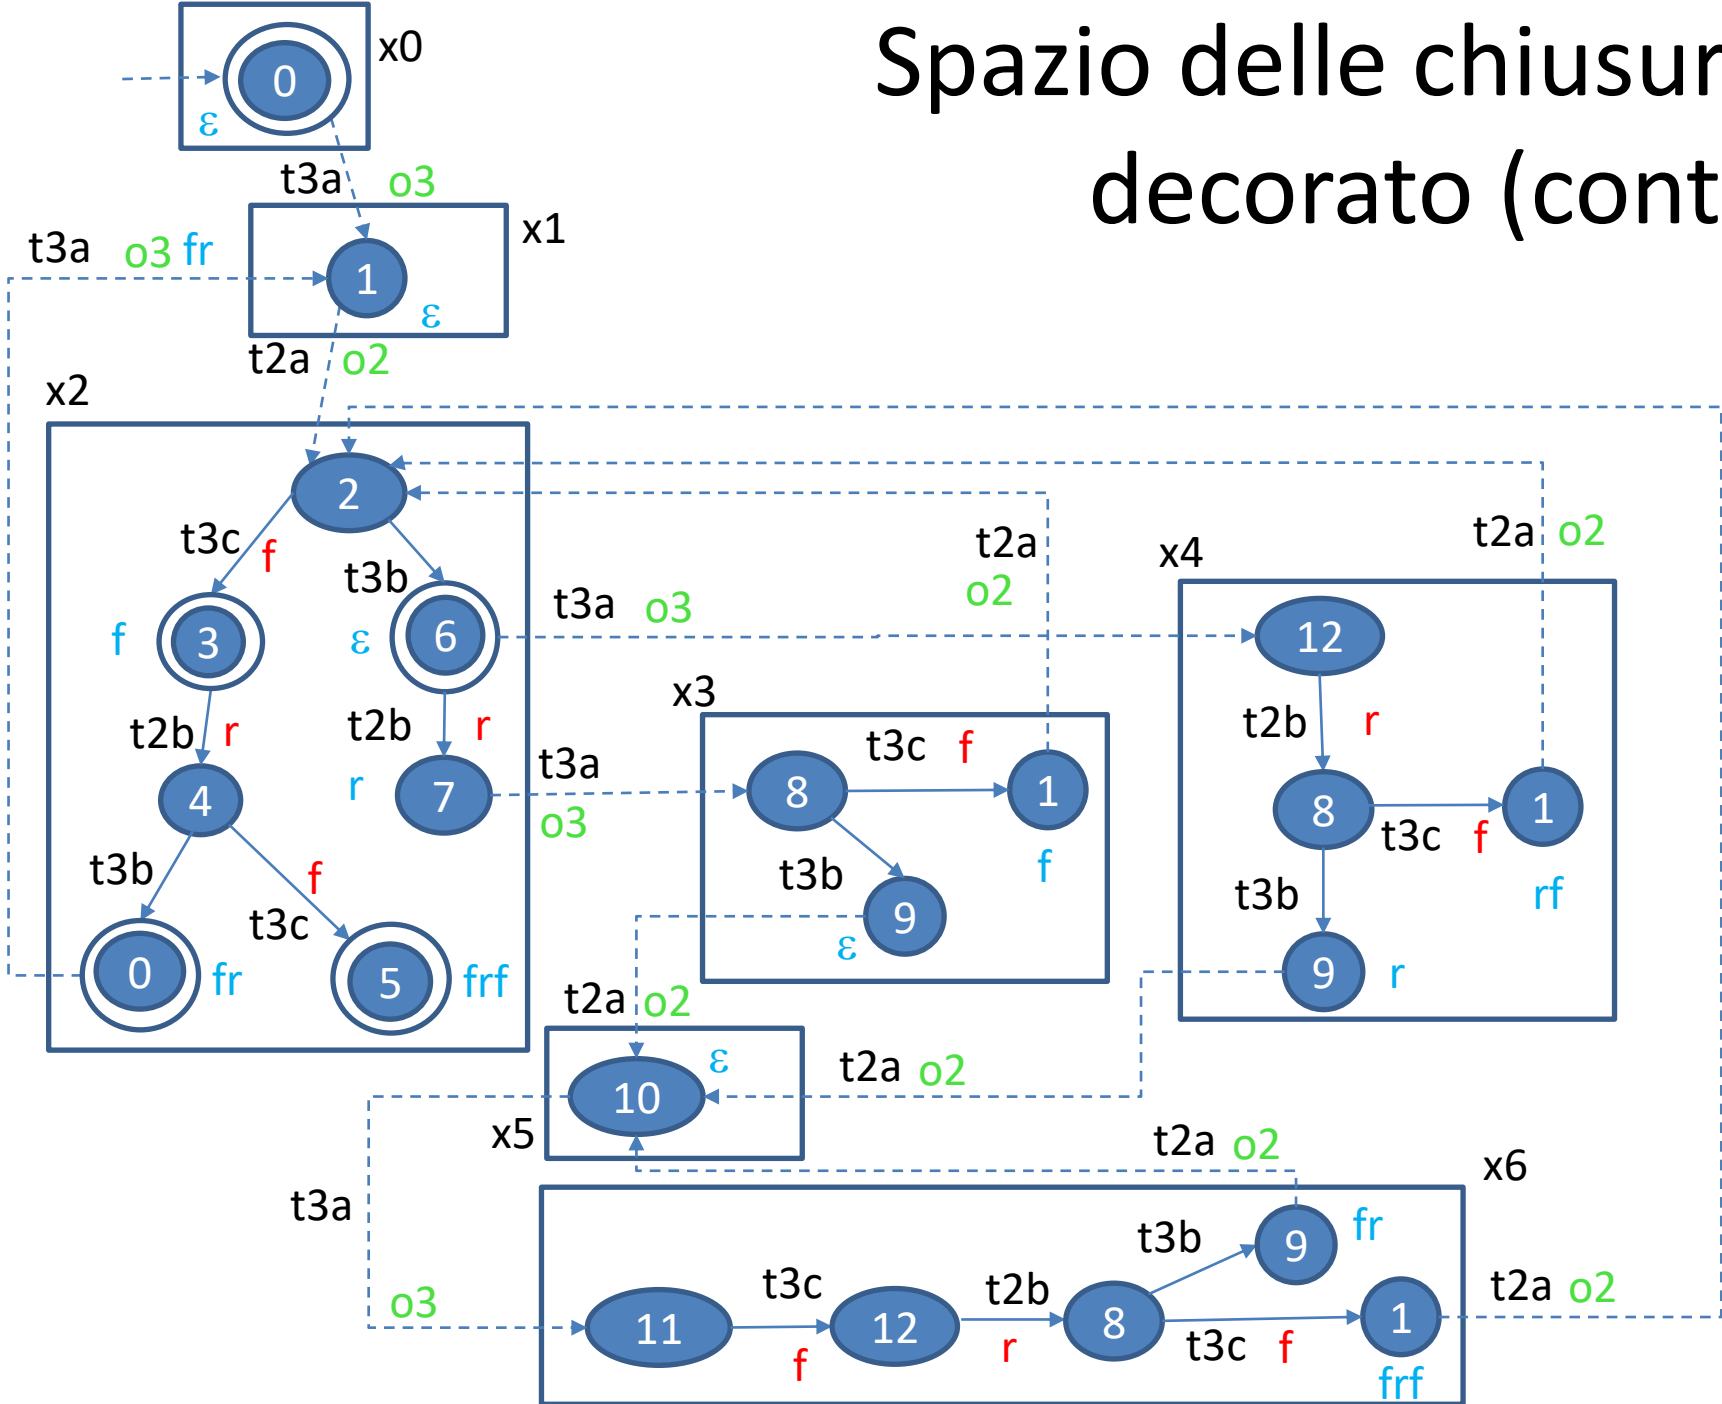 Spazio delle chiusur
decorato (cont
x0
0
ε
t3a o3
x1
t3a o3 fr
1
ε
t2a o2
x2
2
t3c f
t3b
t2a
o2
t2a o2
x4
3
f
6
ε
t3a o3
12
x3
t2b r
t2b r
t2b r
t3a
o3
t3c f
4
r
7
8
1
8
1
t3c f
t3b
f
t3c
t3b
f
t3b
rf
9
ε
0
fr
5
frf
9
r
t2a o2
10
ε
t2a o2
x5
t2a o2
x6
t3a
t3b
9
fr
o3
t3c
f
t2b
r
11
12
8
1
t3c f
t2a o2
frf